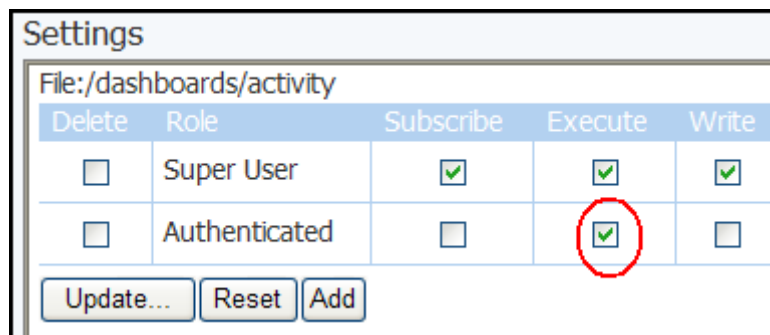 Settings
File:/dashboards/activity
Delete Role Subscribe Execute Write
Super User
Authenticated
Update... Reset Add